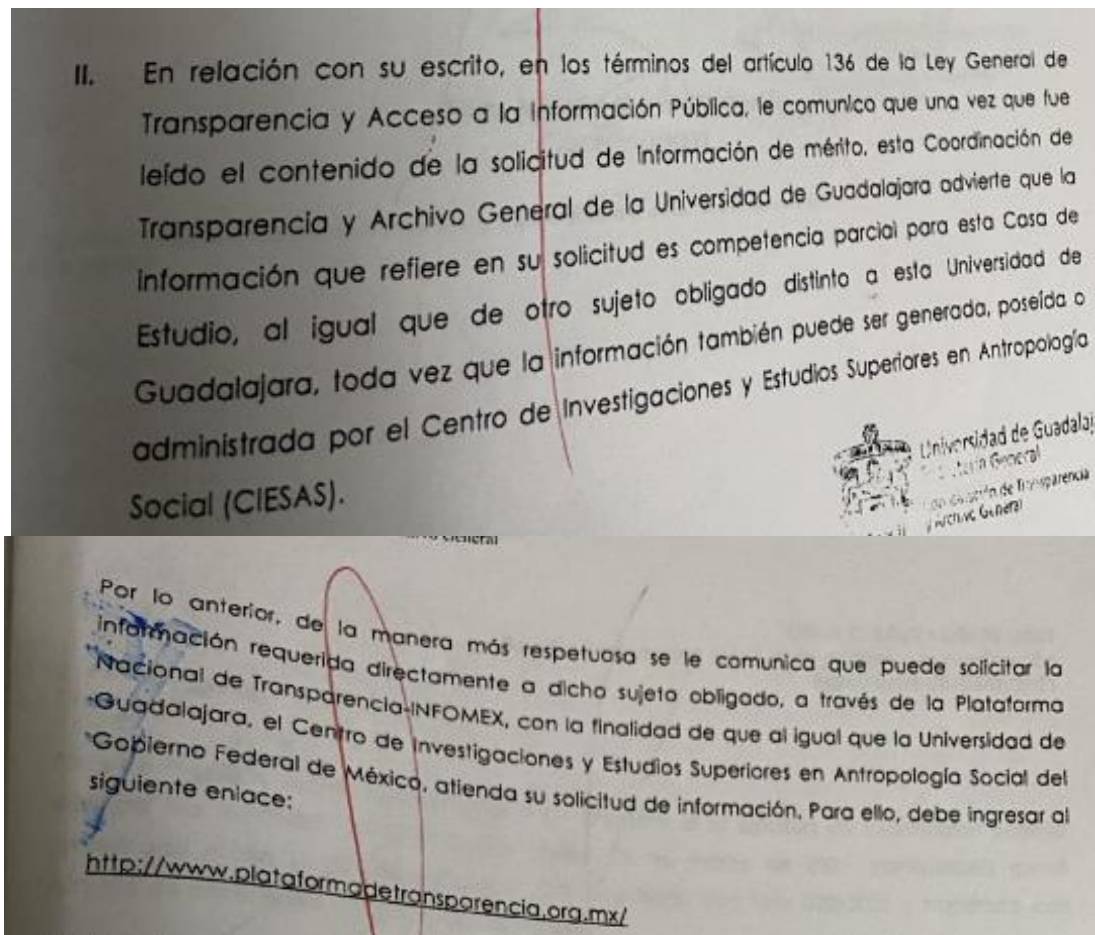 II. En relación con su escrito, en los términos del artículo 136 de la Ley General de
Transparencia y Acceso a la Información Pública, le comunico que una vez que fue
leído el contenido de la solicitud de información de mérito, esta Coordinación de
Transparencia y Archivo General de la Universidad de Guadalajara advierte que la
información que refiere en su solicitud es competencia parcial para esta Casa de
Estudio, al igual que de otro sujeto obligado distinto a esta Universidad de
Guadalajara, toda vez que la información también puede ser generada, poseída o
administrada por el Centro de Investigaciones y Estudios Superiores en Antropología
Social (CIESAS).
Universidad de Guadalaj
General
de Transparencia
y Archivo General
General
Por lo anterior, de la manera más respetuosa se le comunica que puede solicitar la
información requerida directamente a dicho sujeto obligado, a través de la Plataforma
Nacional de Transparencia-INFOMEX, con la finalidad de que al igual que la Universidad de
Guadalajara, el Centro de Investigaciones y Estudios Superiores en Antropología Social del
Gobierno Federal de México, atienda su solicitud de información. Para ello, debe ingresar al
siguiente enlace:
http://www.plataformadetransparencia.org.mx/